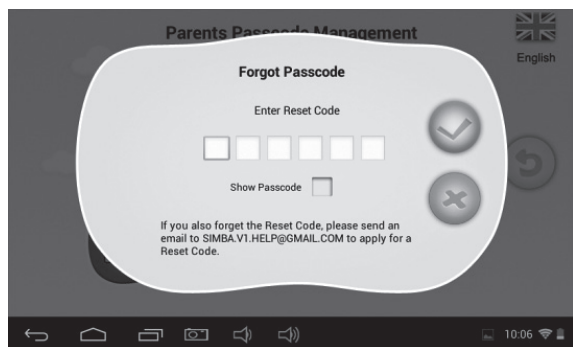 Parents Passcode Management
English
Forgot Passcode
Enter Reset Code
Show Passcode
If you also forget the Reset Code, please send an
email to SIMBA.V1.HELP@GMAIL.COM to apply for a
Reset Code.
10:06